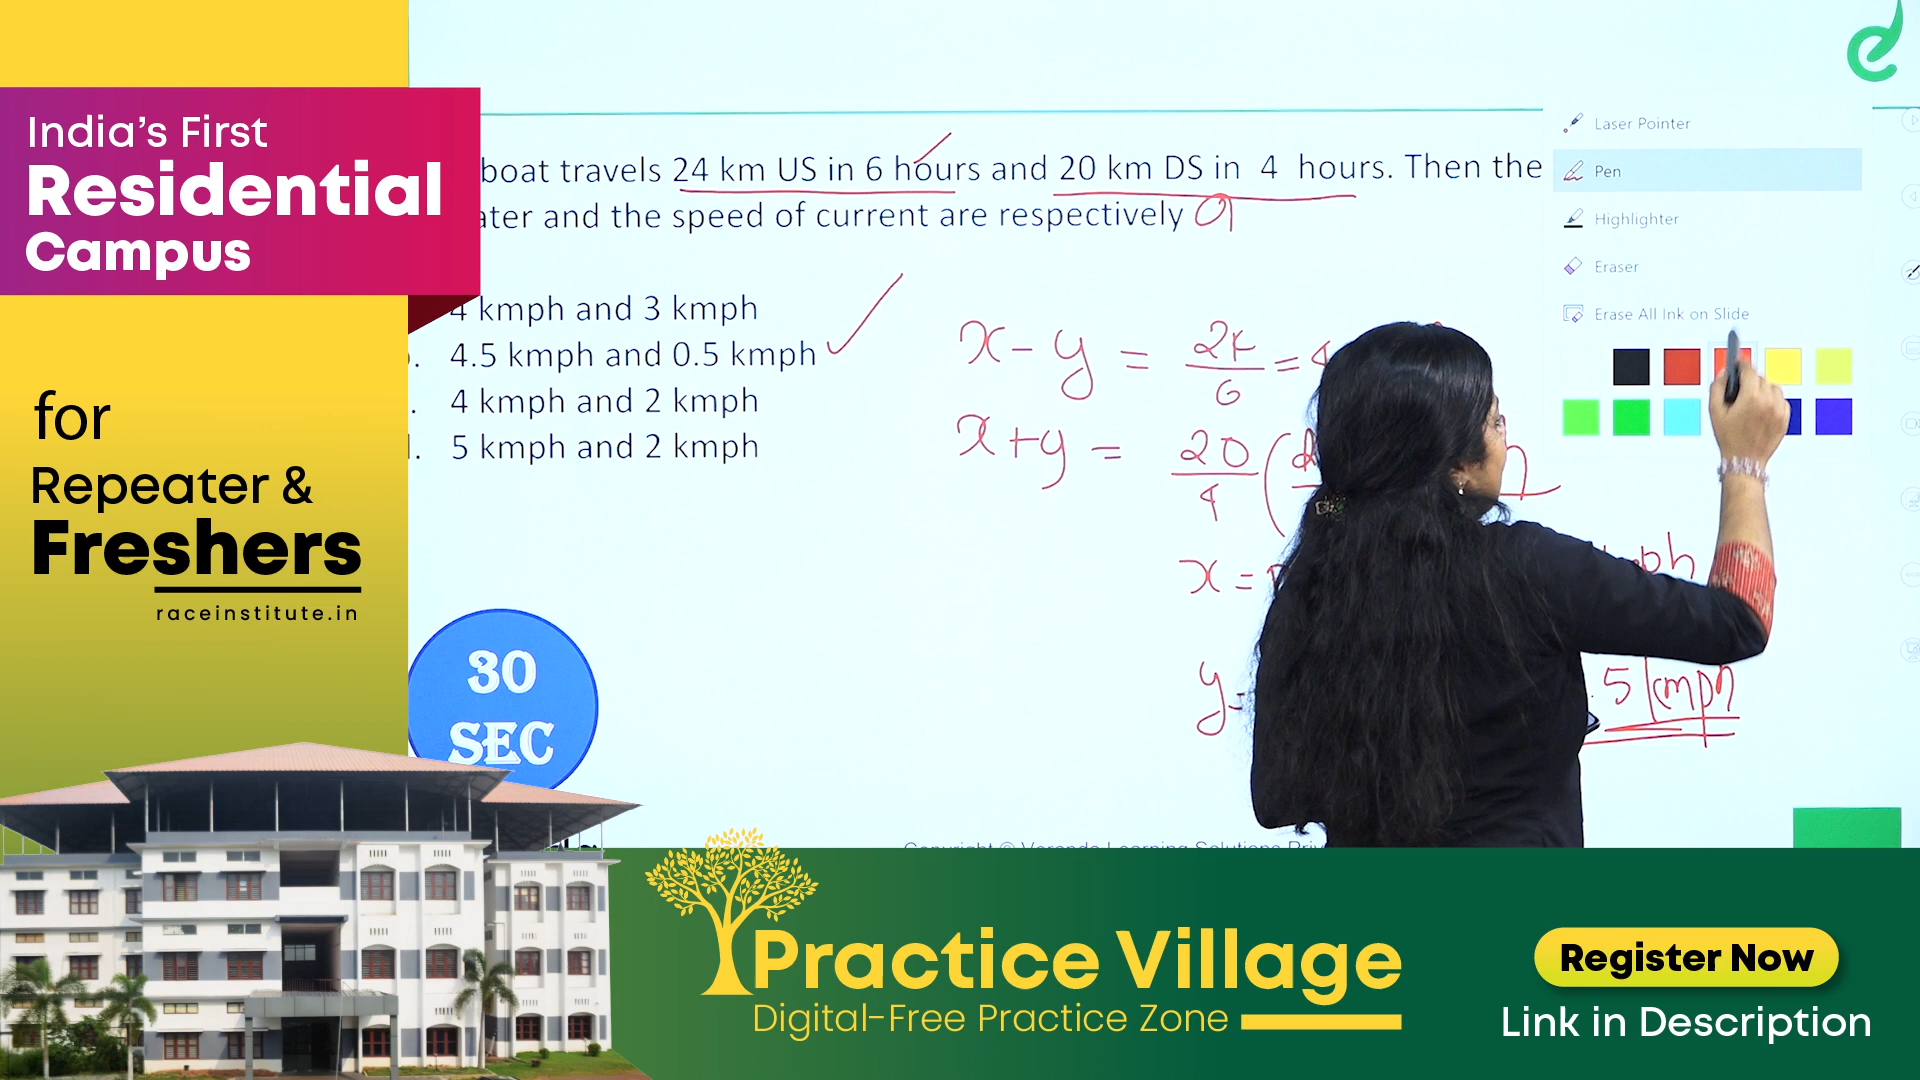 India's First
Residential
Campus
for
Repeater &
Freshers
raceinstitute.in
boat travels 24 km US in 6 hours and 20 km DS in 4 hours. Then the
ater and the speed of current are respectively
4 kmph and 3 kmph
4.5 kmph and 0.5 kmph
4 kmph and 2 kmph
5 kmph and 2 kmph
x - y = 24/6 = 4
x + y = 20/4 (
x =
y =
.5 kmph
30
SEC
Laser Pointer
Pen
Highlighter
Eraser
Erase All Ink on Slide
Practice Village
Digital-Free Practice Zone
Register Now
Link in Description